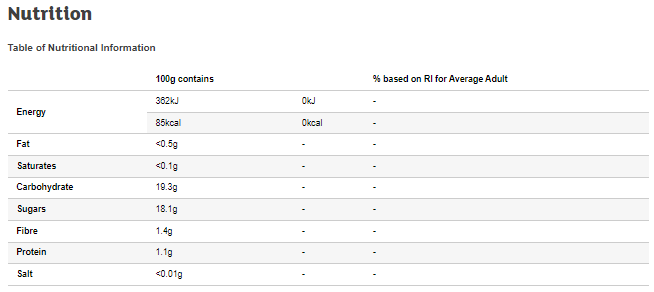 Nutrition
Table of Nutritional Information
100g contains % based on RI for Average Adult
Energy 362kJ 0kJ -
85kcal 0kcal -
Fat <0.5g - -
Saturates <0.1g - -
Carbohydrate 19.3g - -
Sugars 18.1g - -
Fibre 1.4g - -
Protein 1.1g - -
Salt <0.01g - -